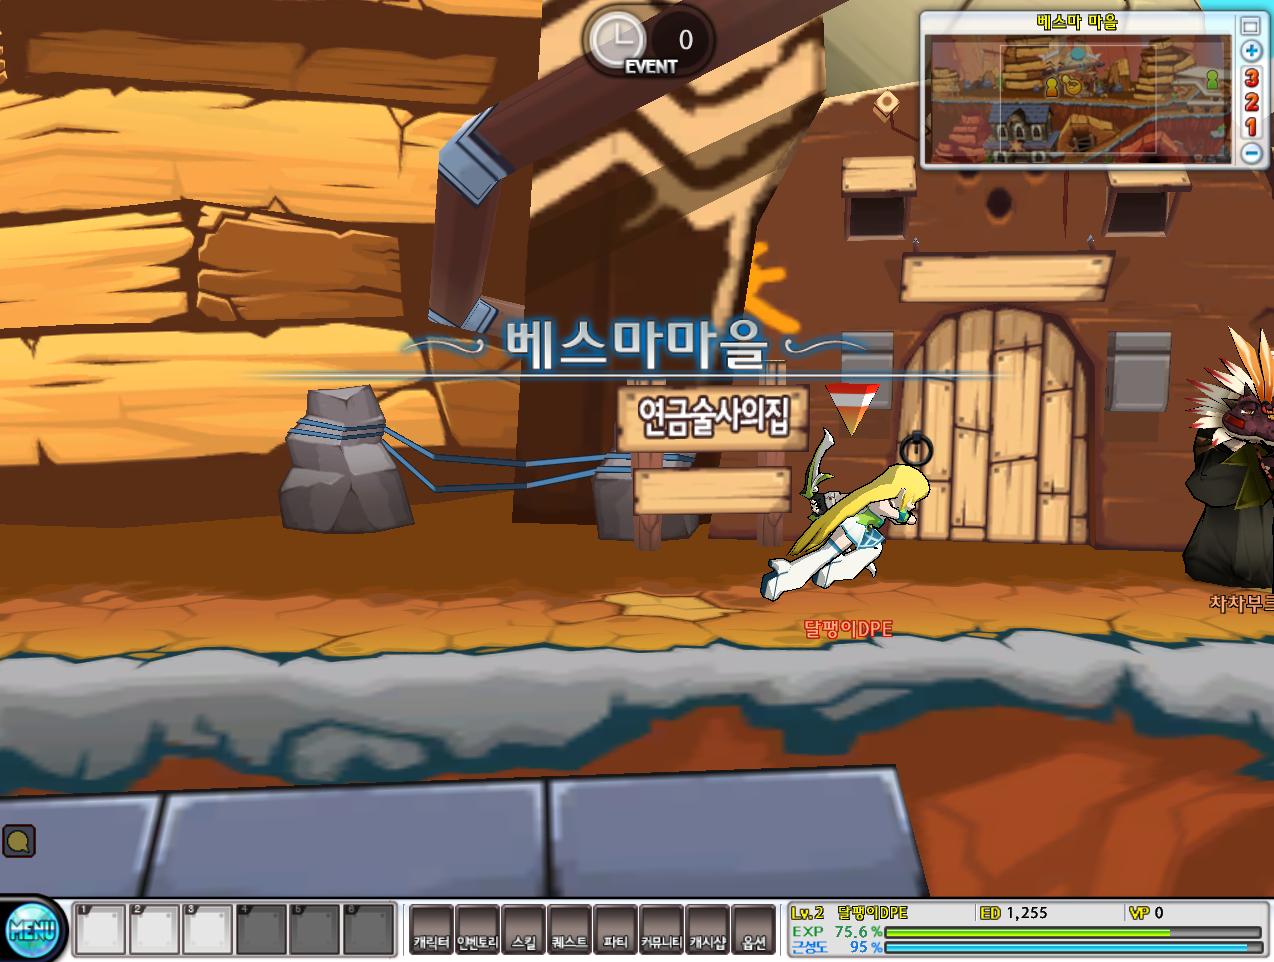 0
EVENT
베스마 마을
3
2
1
베스마마을
연금술사의집
달팽이DPE
차차부크
MENU
1 2 3 4 5 6
캐릭터 인벤토리 스킬 퀘스트 파티 커뮤니티 캐시샵 옵션
Lv.2 달팽이DPE ED 1,255 VP 0
EXP 75.6 %
근성도 95 %